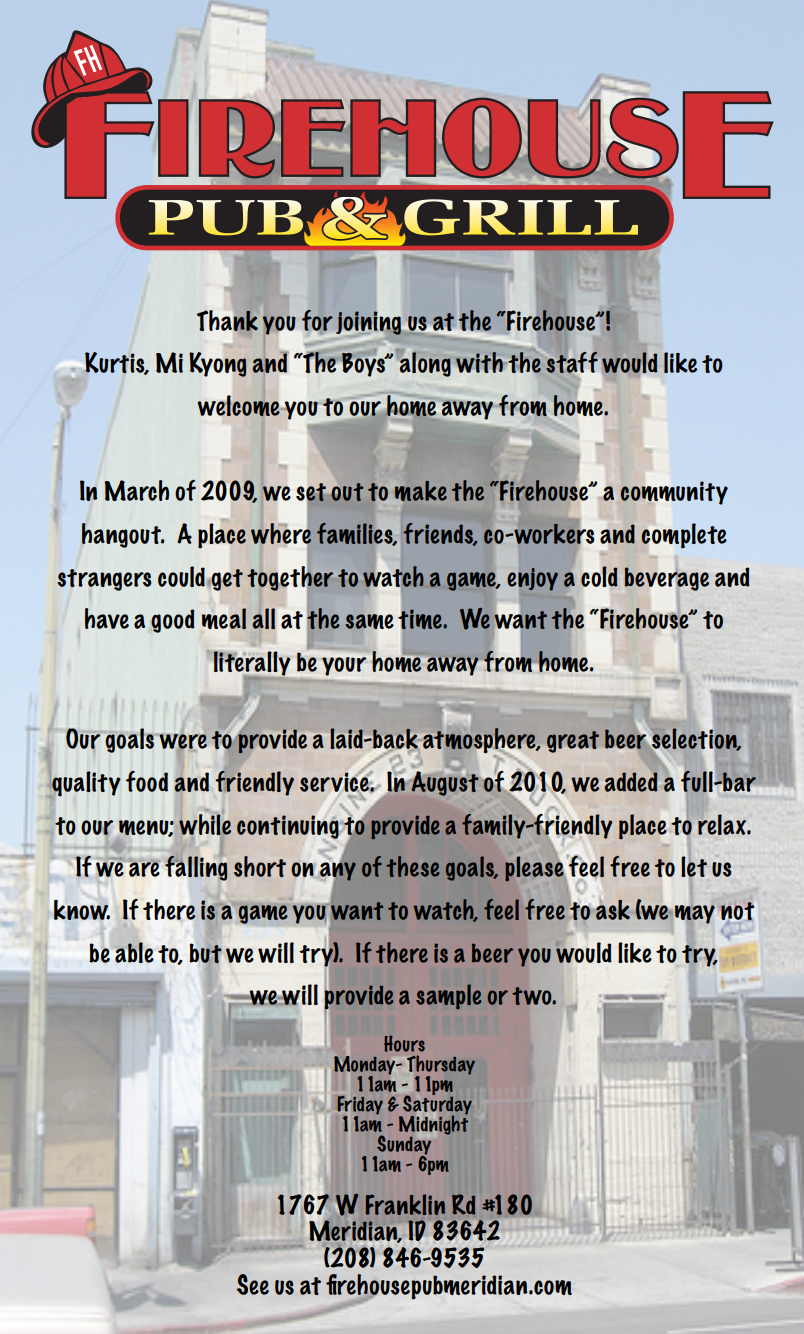 FH
FIREHOUSE
PUB & GRILL
Thank you for joining us at the "Firehouse"!
Kurtis, Mi Kyong and "The Boys" along with the staff would like to
welcome you to our home away from home.
In March of 2009, we set out to make the "Firehouse" a community
hangout.  A place where families, friends, co-workers and complete
strangers could get together to watch a game, enjoy a cold beverage and
have a good meal all at the same time.  We want the "Firehouse" to
literally be your home away from home.
Our goals were to provide a laid-back atmosphere, great beer selection,
quality food and friendly service.  In August of 2010, we added a full-bar
to our menu; while continuing to provide a family-friendly place to relax.
If we are falling short on any of these goals, please feel free to let us
know.  If there is a game you want to watch, feel free to ask (we may not
be able to, but we will try).  If there is a beer you would like to try,
we will provide a sample or two.
Hours
Monday- Thursday
11am - 11pm
Friday & Saturday
11am - Midnight
Sunday
11am - 6pm
1767 W Franklin Rd #180
Meridian, ID 83642
(208) 846-9535
See us at firehousepubmeridian.com